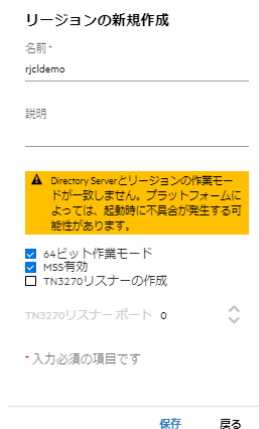 リージョンの新規作成
名前*
rjcldemo
説明
Directory Serverとリージョンの作業モー
ドが一致しません。プラットフォームに
よっては、起動時に不具合が発生する可
能性があります。
64ビット作業モード
MSS有効
TN3270リスナーの作成
TN3270リスナー ポート 0
*入力必須の項目です
保存 戻る